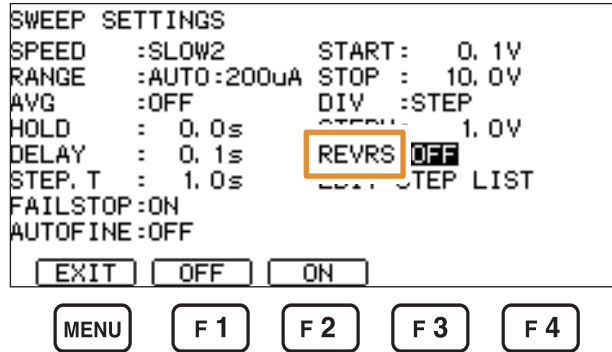 SWEEP SETTINGS
SPEED :SLOW2 START: 0.1V
RANGE :AUTO:200uA STOP : 10.0V
AVG :OFF DIV :STEP
HOLD : 0.0s 1.0V
DELAY : 0.1s REVRS OFF
STEP.T : 1.0s EDIT STEP LIST
FAILSTOP:ON
AUTOFINE:OFF
EXIT OFF ON
MENU F1 F2 F3 F4